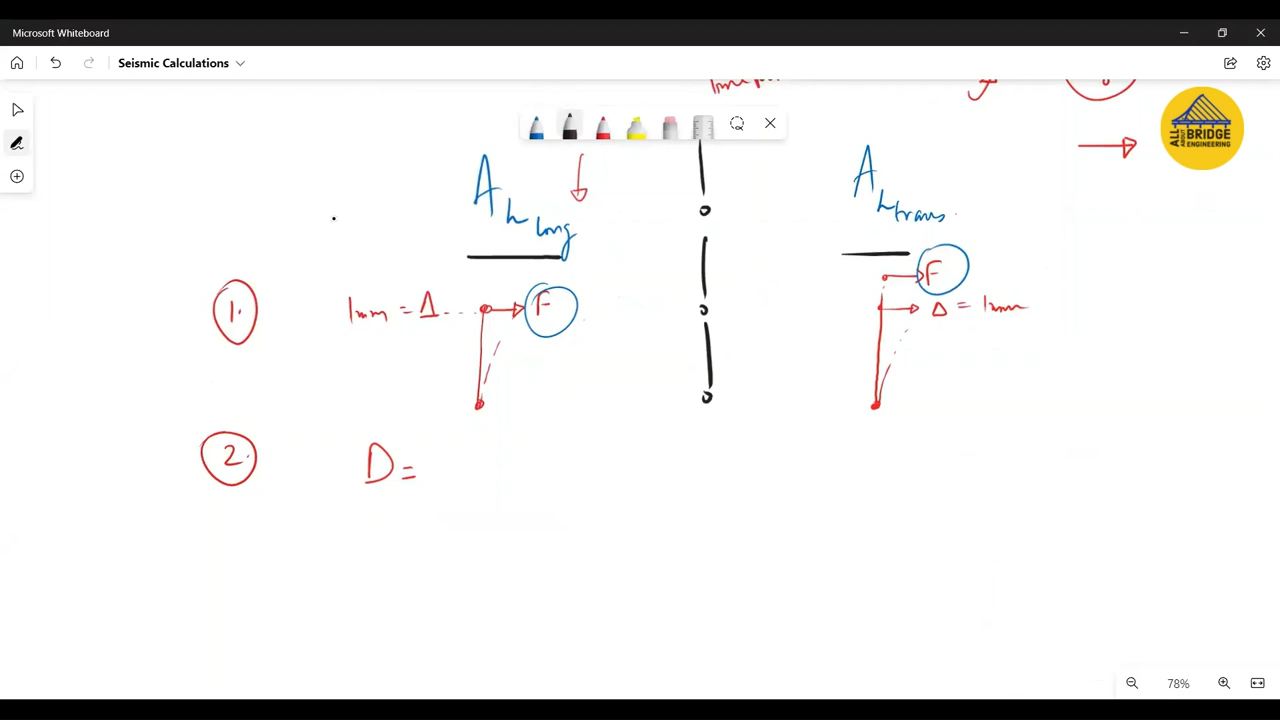 Microsoft Whiteboard
Seismic Calculations
ALL ABOUT BRIDGE ENGINEERING
A h long
A h trans.
1.
1mm = Δ
F
F
Δ = 1mm
2.
D =
78%